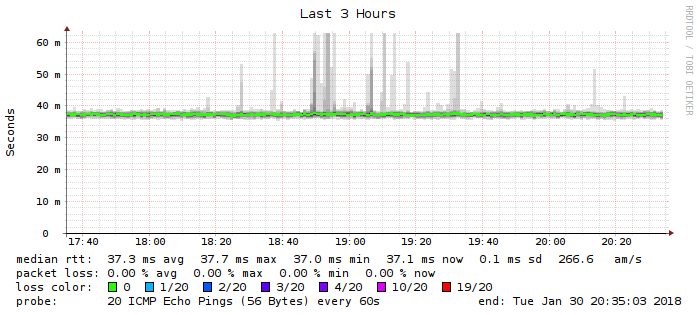 Last 3 Hours
RRDTOOL / TOBI OETIKER
Seconds
60 m
50 m
40 m
30 m
20 m
10 m
0
17:40 18:00 18:20 18:40 19:00 19:20 19:40 20:00 20:20
median rtt: 37.3 ms avg 37.7 ms max 37.0 ms min 37.1 ms now 0.1 ms sd 266.6 am/s
packet loss: 0.00 % avg 0.00 % max 0.00 % min 0.00 % now
loss color: 0 1/20 2/20 3/20 4/20 10/20 19/20
probe: 20 ICMP Echo Pings (56 Bytes) every 60s end: Tue Jan 30 20:35:03 2018